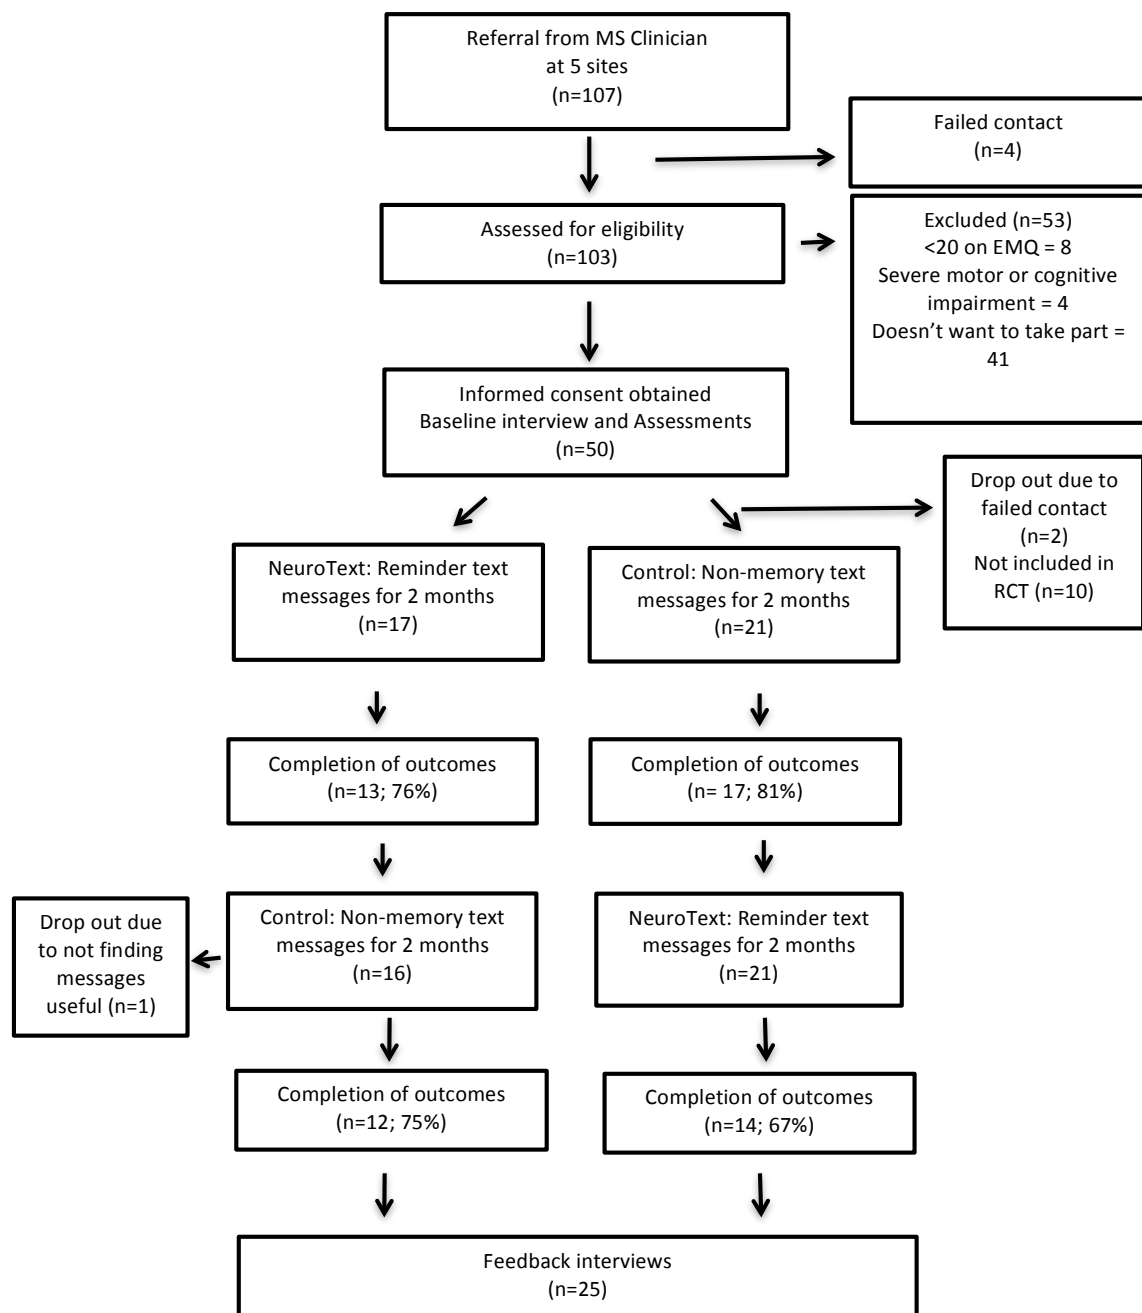 Referral from MS Clinician
at 5 sites
(n=107)
Failed contact
(n=4)
Assessed for eligibility
(n=103)
Excluded (n=53)
<20 on EMQ = 8
Severe motor or cognitive
impairment = 4
Doesn’t want to take part =
41
Informed consent obtained
Baseline interview and Assessments
(n=50)
Drop out due to
failed contact
(n=2)
Not included in
RCT (n=10)
NeuroText: Reminder text
messages for 2 months
(n=17)
Control: Non-memory text
messages for 2 months
(n=21)
Completion of outcomes
(n=13; 76%)
Completion of outcomes
(n= 17; 81%)
Drop out due
to not finding
messages
useful (n=1)
Control: Non-memory text
messages for 2 months
(n=16)
NeuroText: Reminder text
messages for 2 months
(n=21)
Completion of outcomes
(n=12; 75%)
Completion of outcomes
(n=14; 67%)
Feedback interviews
(n=25)